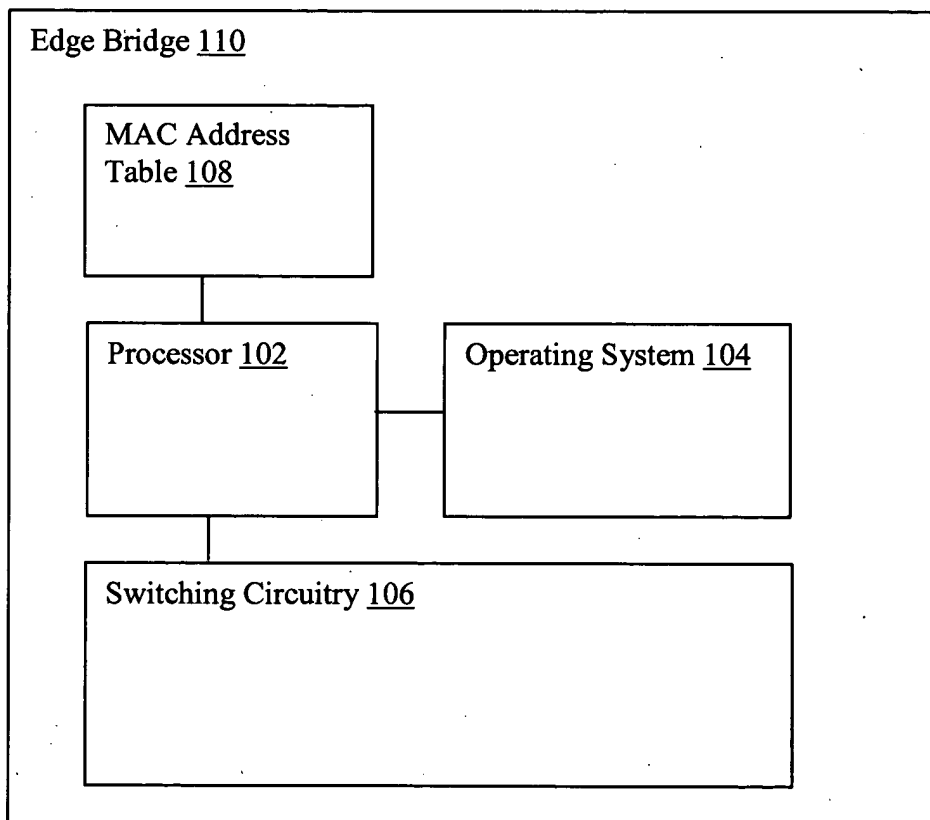 Edge Bridge 110
MAC Address
Table 108
Processor 102
Operating System 104
Switching Circuitry 106